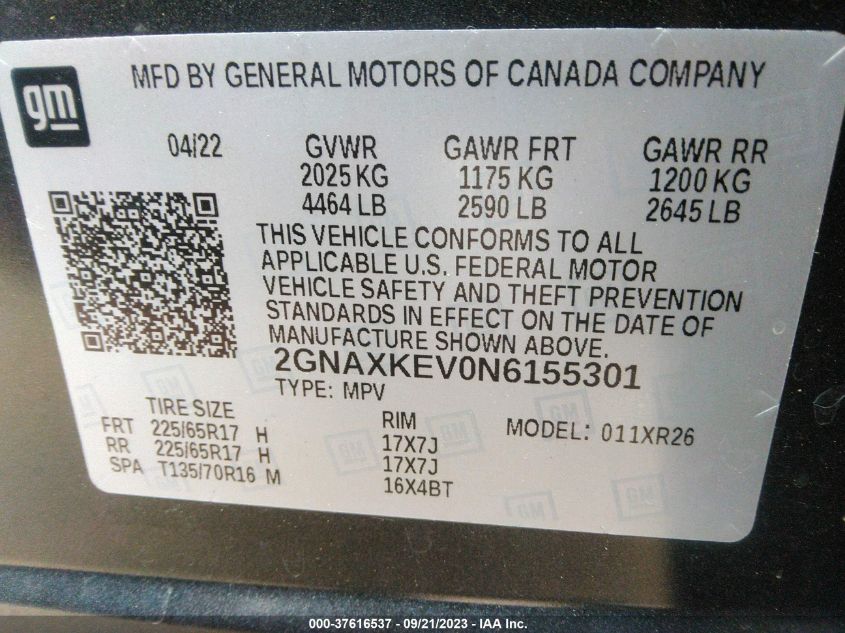 gm
MFD BY GENERAL MOTORS OF CANADA COMPANY
04/22 GVWR GAWR FRT GAWR RR
2025 KG 1175 KG 1200 KG
4464 LB 2590 LB 2645 LB
THIS VEHICLE CONFORMS TO ALL
APPLICABLE U.S. FEDERAL MOTOR
VEHICLE SAFETY AND THEFT PREVENTION
STANDARDS IN EFFECT ON THE DATE OF
MANUFACTURE SHOWN ABOVE.
2GNAXKEV0N6155301
TYPE: MPV
TIRE SIZE RIM MODEL: 011XR26
FRT 225/65R17 H 17X7J
RR 225/65R17 H 17X7J
SPA T135/70R16 M 16X4BT
000-37616537 - 09/21/2023 - IAA Inc.